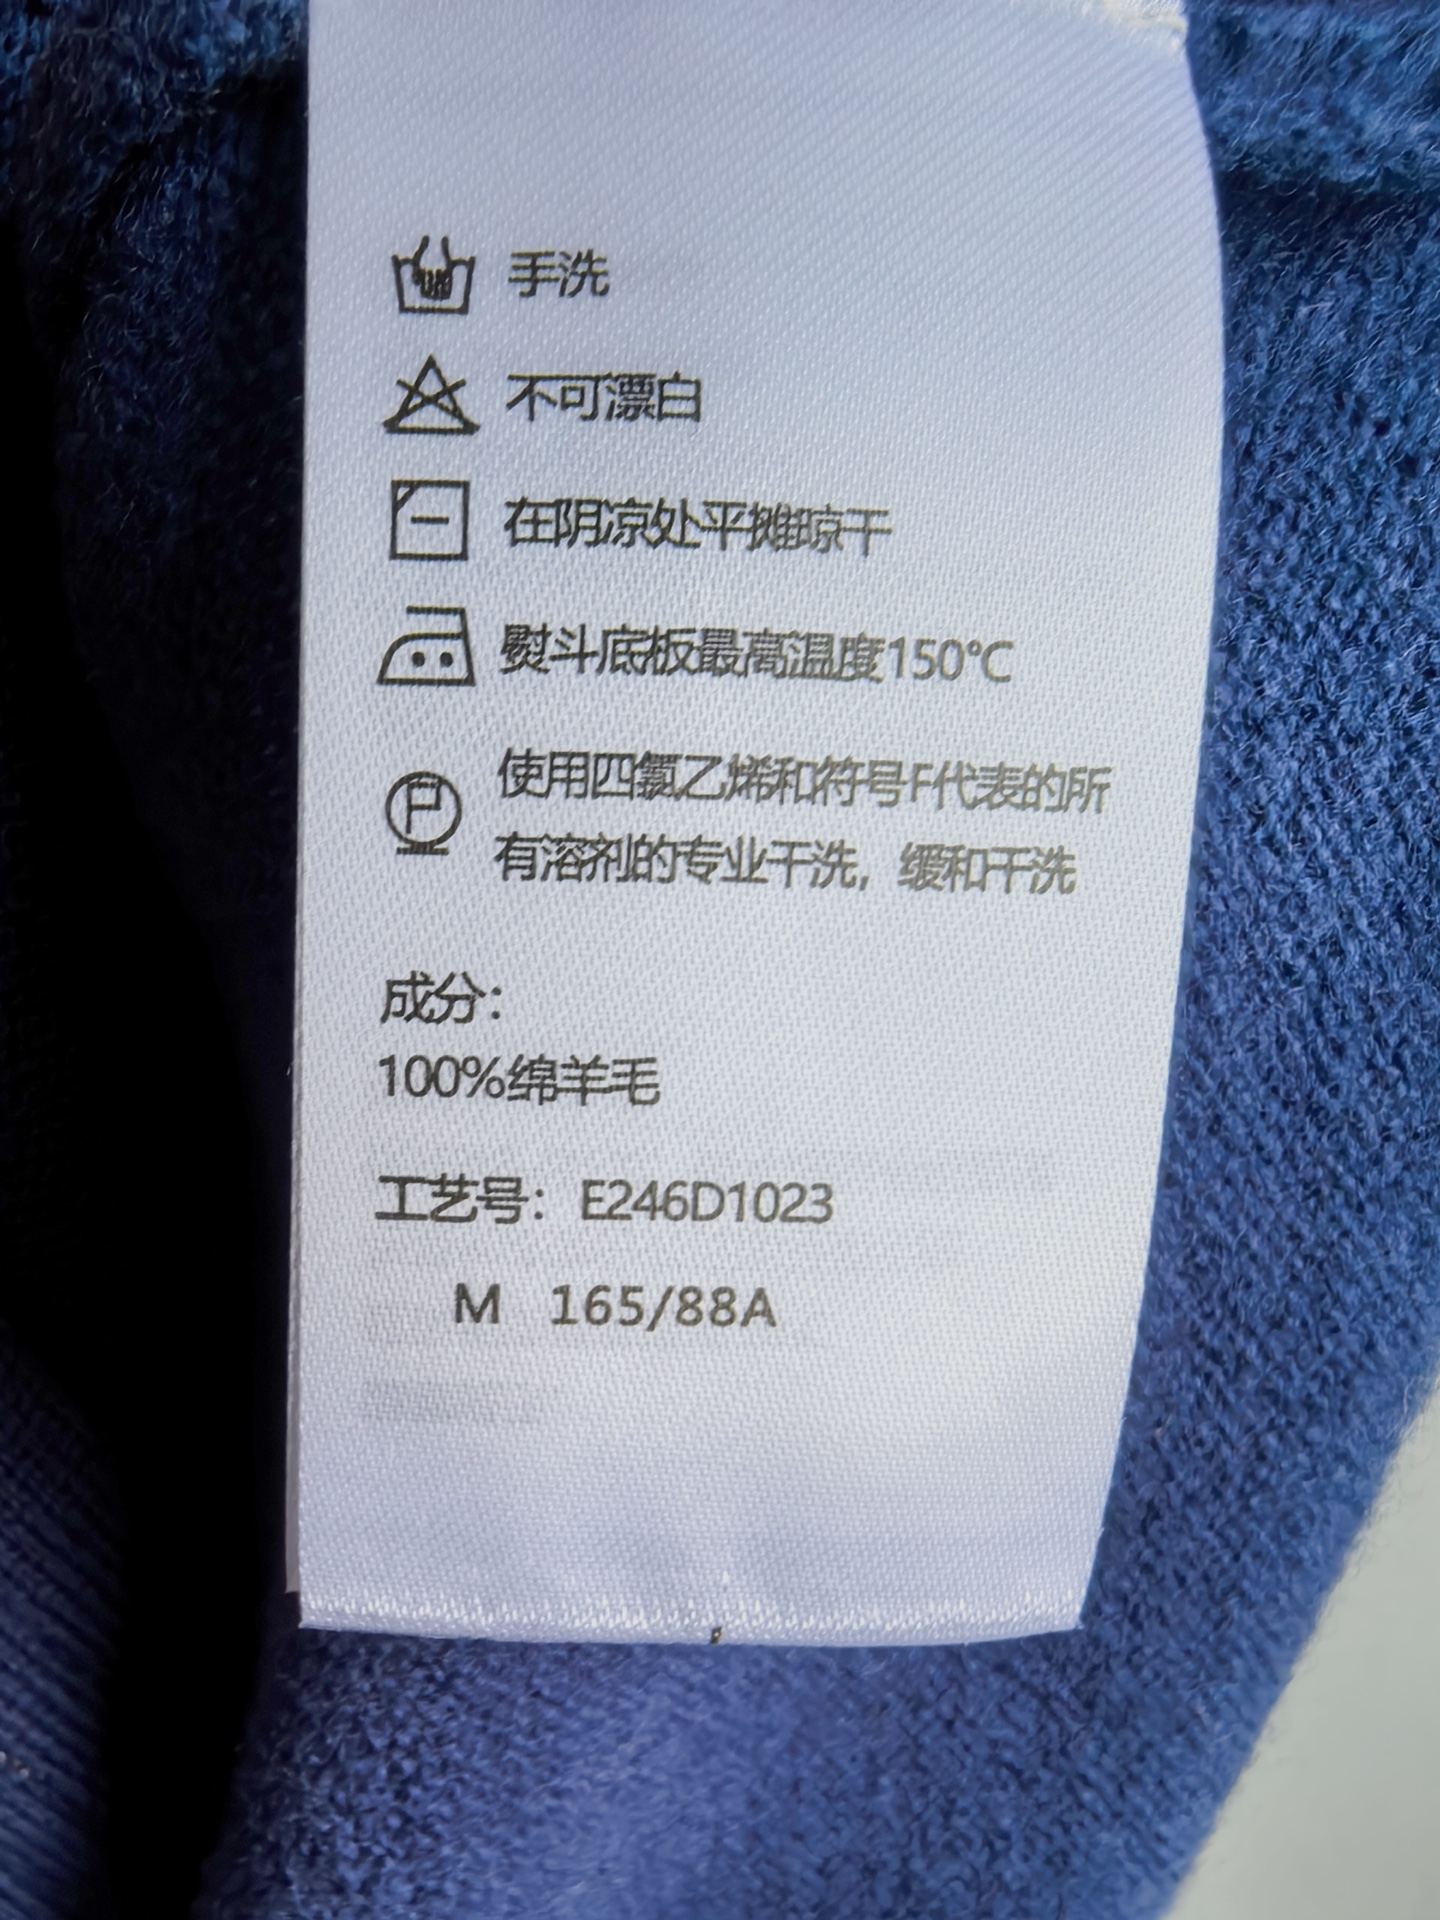 手洗
不可漂白
在阴凉处平摊晾干
熨斗底板最高温度150℃
P
使用四氯乙烯和符号F代表的所
有溶剂的专业干洗，缓和干洗
成分：
100%绵羊毛
工艺号：E246D1023
M 165/88A